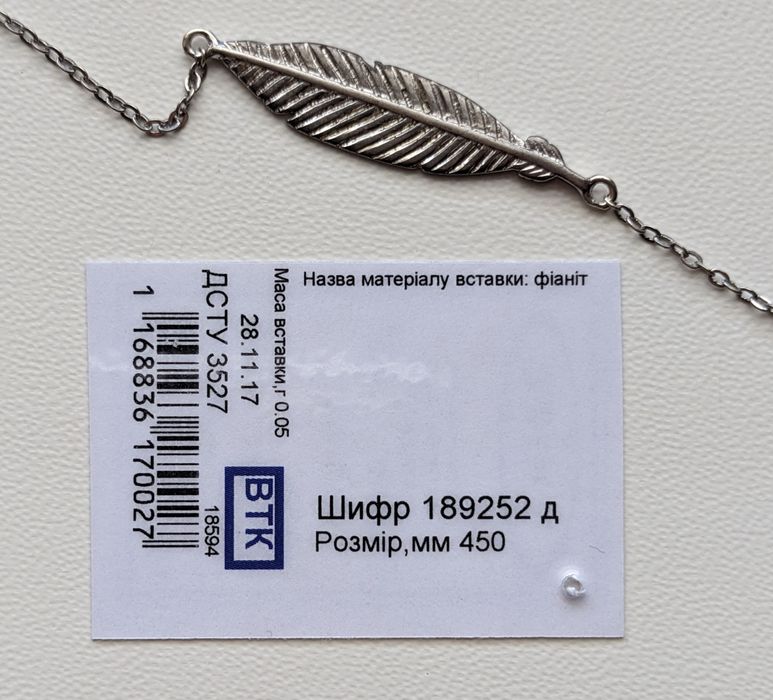 Назва матеріалу вставки: фіаніт
Маса вставки,г 0.05
28.11.17
ДСТУ 3527
1 168836 170027
18594
ВТК
Шифр 189252 д
Розмір,мм 450